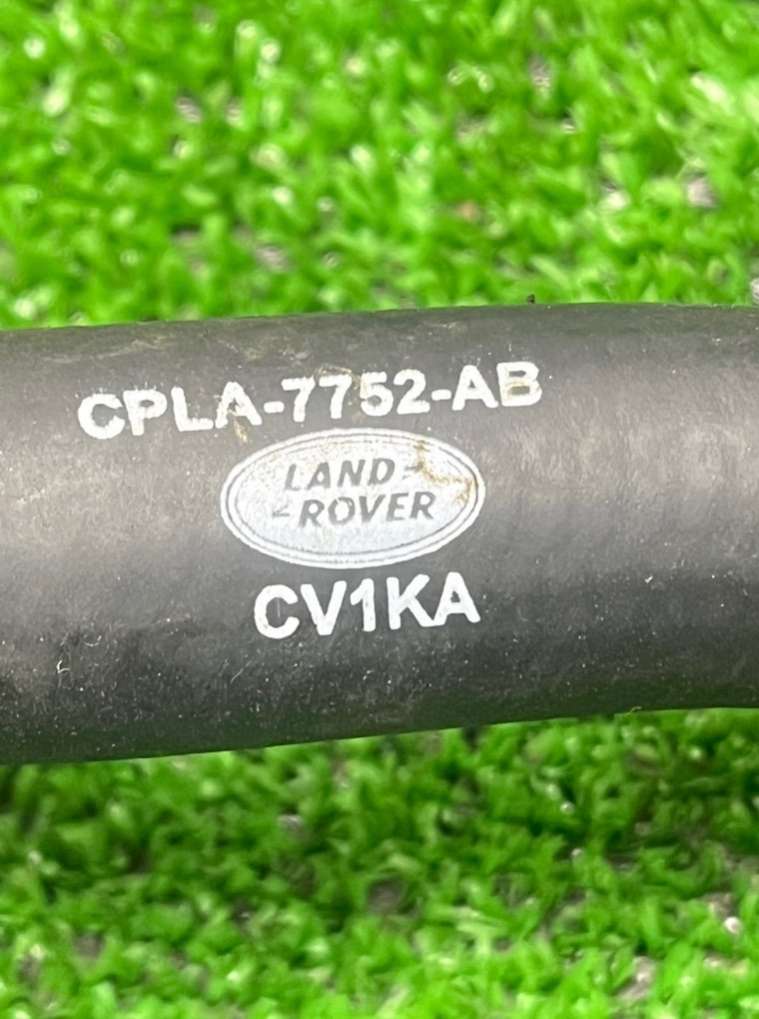 CPLA-7752-AB
LAND-
-ROVER
CV1KA